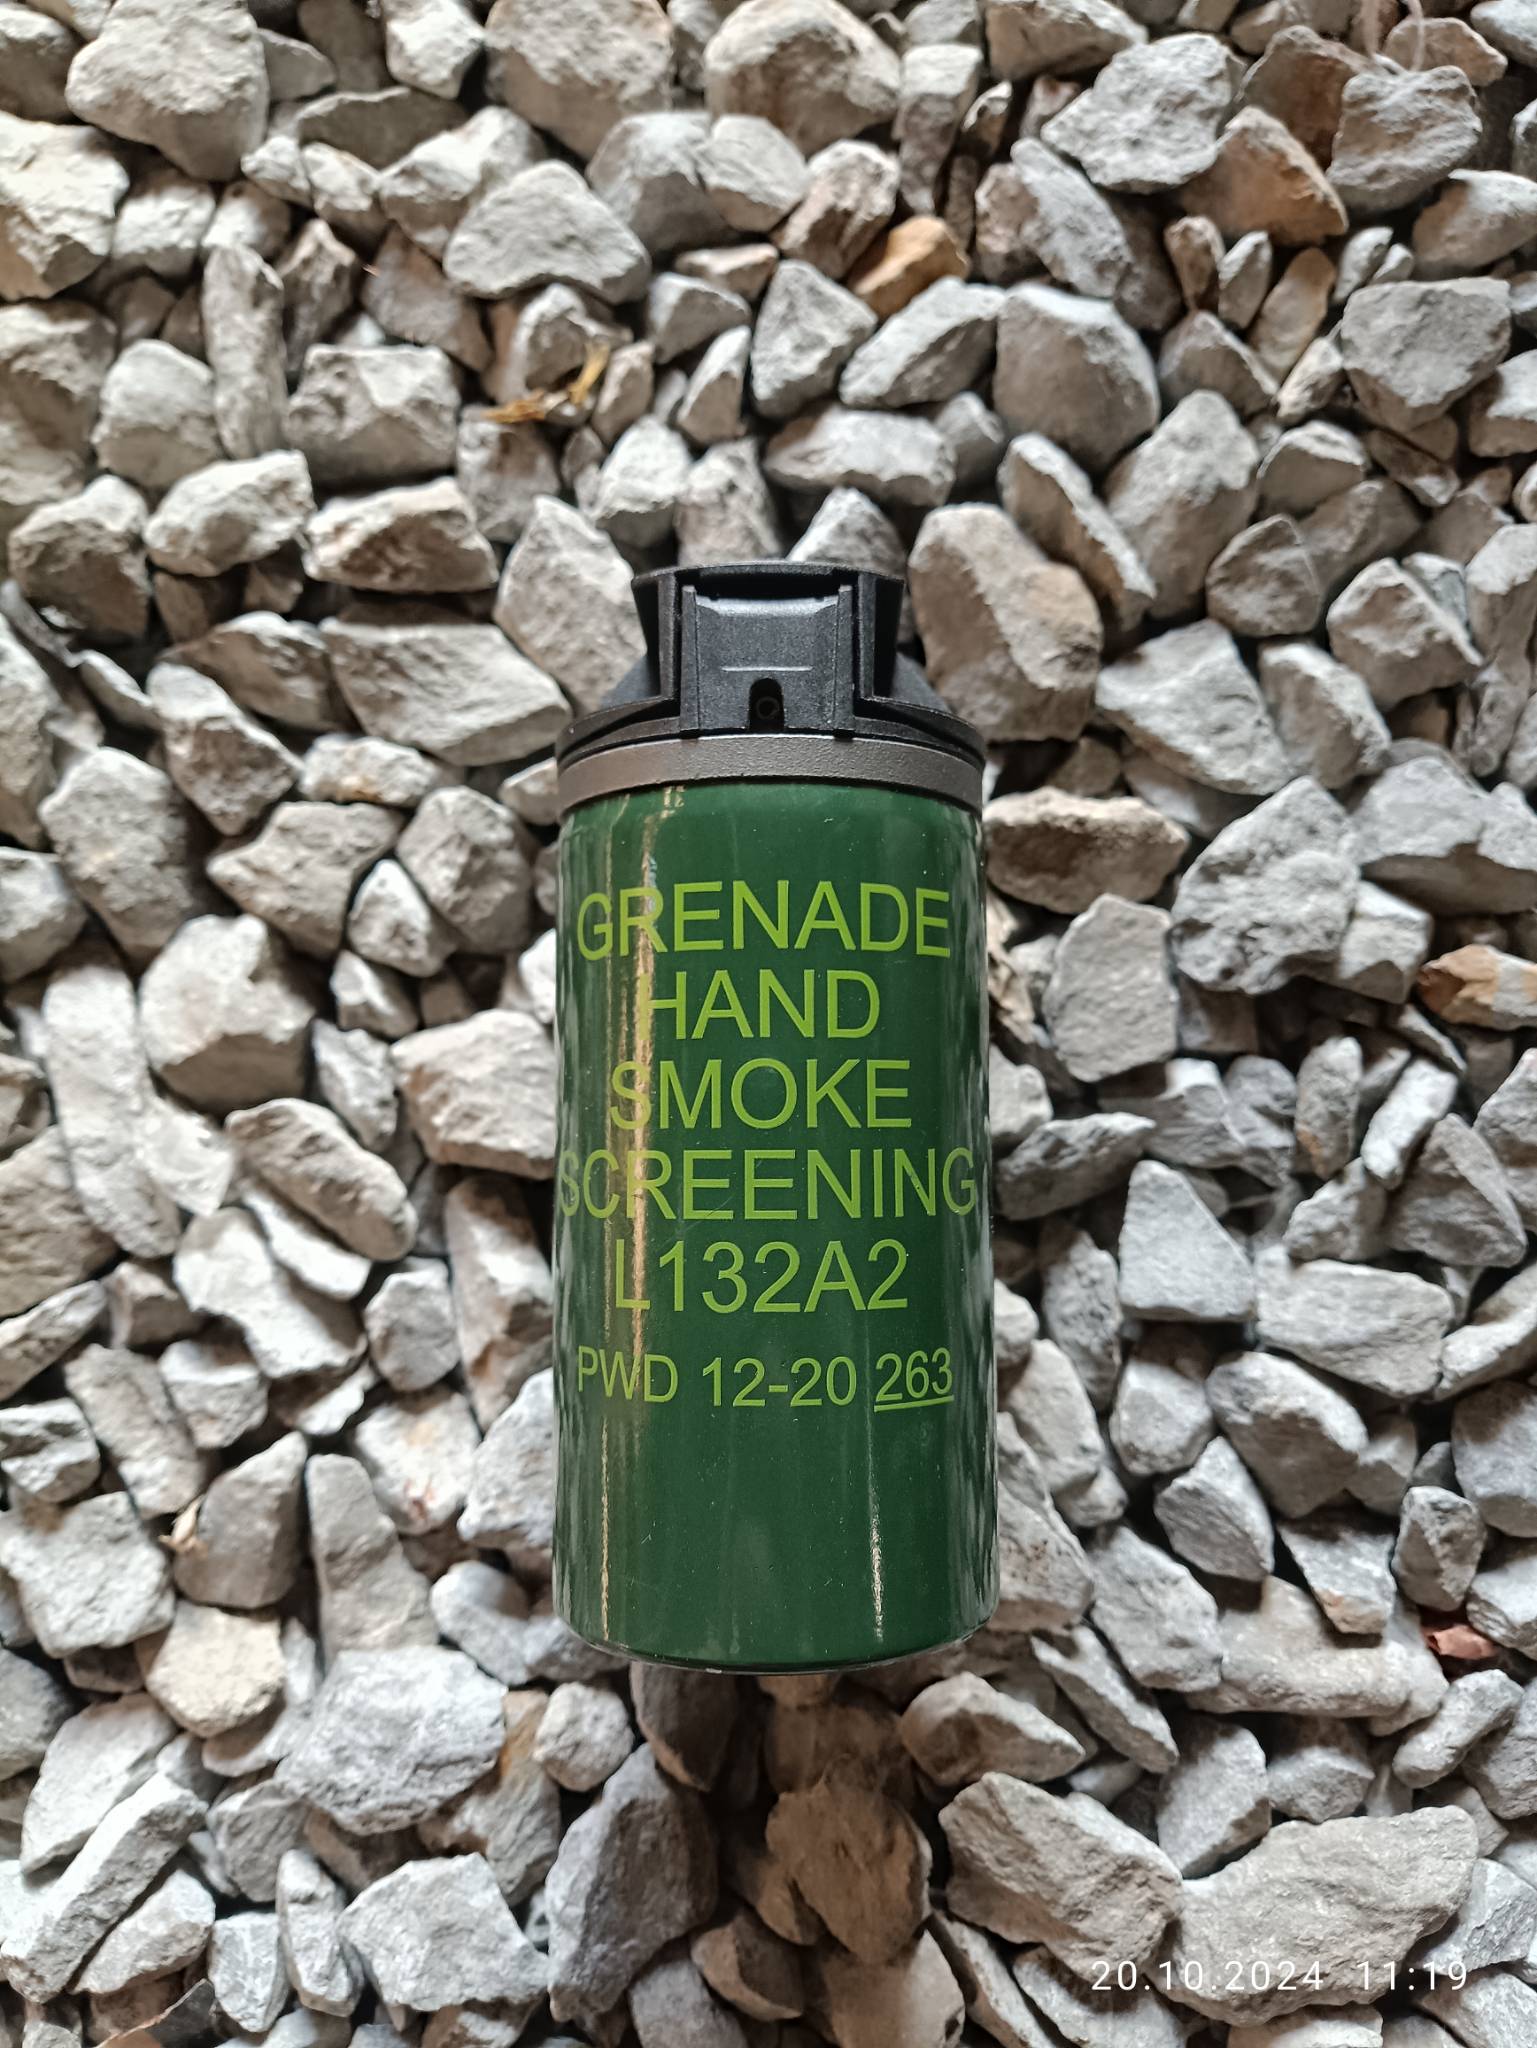 GRENADE
HAND
SMOKE
SCREENING
L132A2
PWD 12-20 263
20.10.2024 11:19